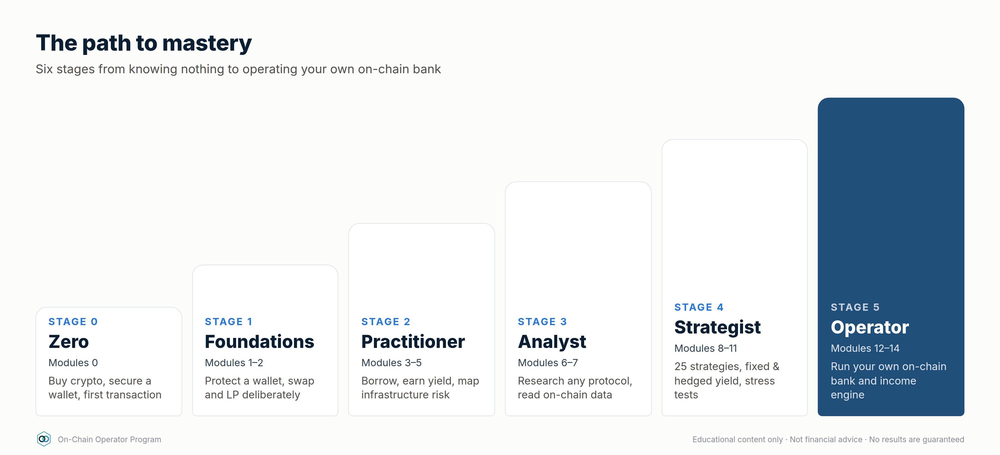 The path to mastery
Six stages from knowing nothing to operating your own on-chain bank
STAGE 0
Zero
Modules 0
Buy crypto, secure a
wallet, first transaction
STAGE 1
Foundations
Modules 1–2
Protect a wallet, swap
and LP deliberately
STAGE 2
Practitioner
Modules 3–5
Borrow, earn yield, map
infrastructure risk
STAGE 3
Analyst
Modules 6–7
Research any protocol,
read on-chain data
STAGE 4
Strategist
Modules 8–11
25 strategies, fixed &
hedged yield, stress
tests
STAGE 5
Operator
Modules 12–14
Run your own on-chain
bank and income
engine
On-Chain Operator Program
Educational content only · Not financial advice · No results are guaranteed